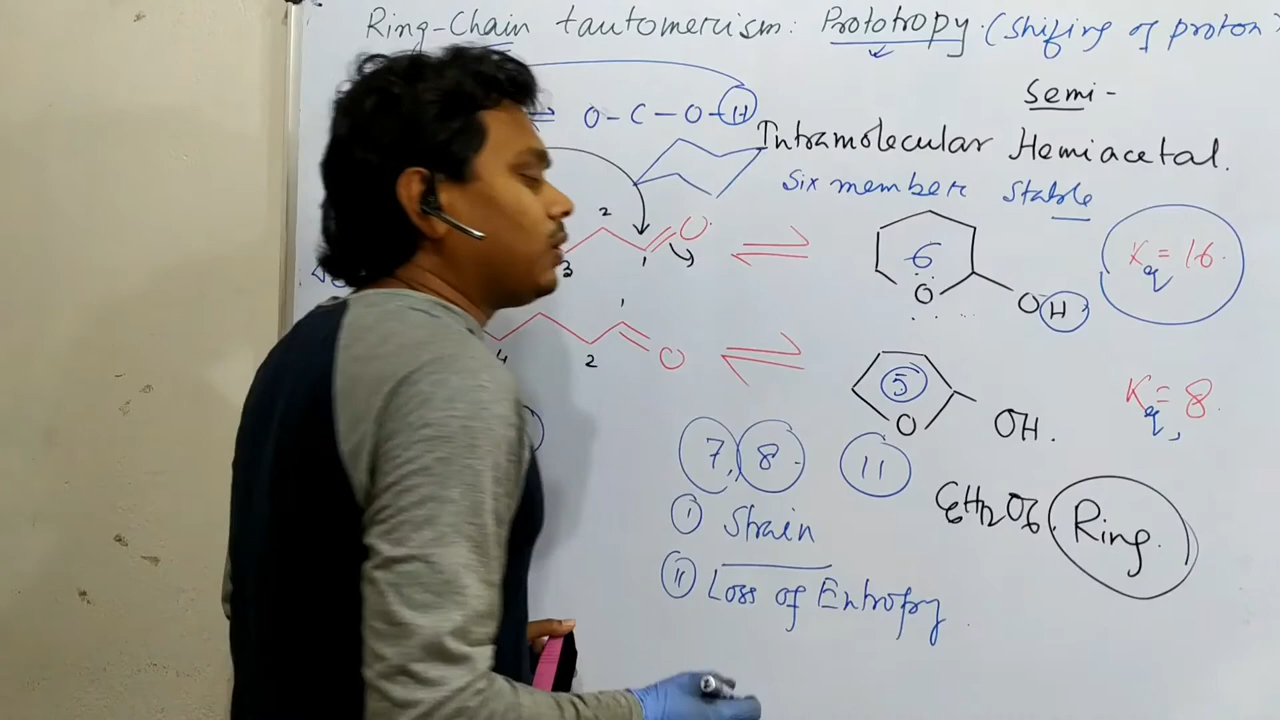 Ring-Chain tautomerism: Prototropy (Shifing of proton)
Semi-
⇌ O-C-O-H
Intramolecular Hemiacetal.
Six member Stable
2
O
3
1
6
O
OH
Keq = 16.
1
4
2
O
5
O
OH.
Keq, = 8
7, 8. 11
C6H12O6. Ring.
(i) Strain
(ii) Loss of Entropy